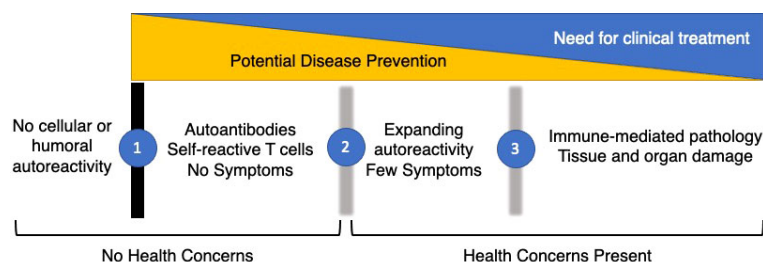 Need for clinical treatment
Potential Disease Prevention
No cellular or
humoral
autoreactivity
1
Autoantibodies
Self-reactive T cells
No Symptoms
2
Expanding
autoreactivity
Few Symptoms
3
Immune-mediated pathology
Tissue and organ damage
No Health Concerns
Health Concerns Present